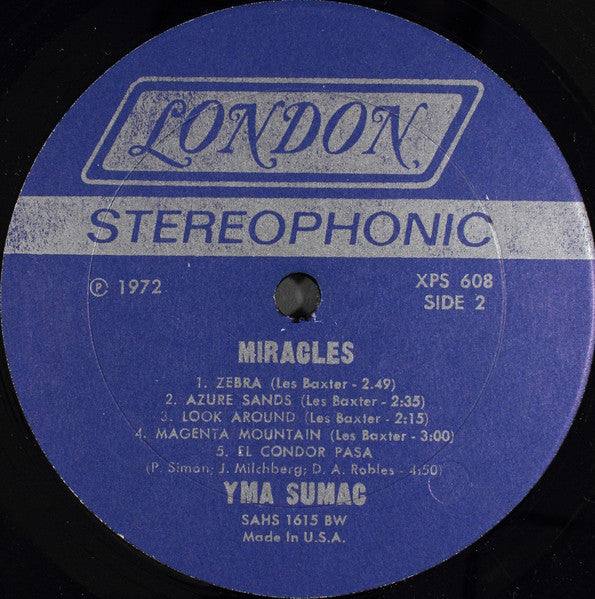 LONDON
STEREOPHONIC
℗ 1972
XPS 608
SIDE 2
MIRACLES
1. ZEBRA (Les Baxter - 2.49)
2. AZURE SANDS (Les Baxter - 2:35)
3. LOOK AROUND (Les Baxter - 2:15)
4. MAGENTA MOUNTAIN (Les Baxter - 3:00)
5. EL CONDOR PASA
(P. Simon; J. Milchberg; D. A. Robles - 4:50)
YMA SUMAC
SAHS 1615 BW
Made In U.S.A.